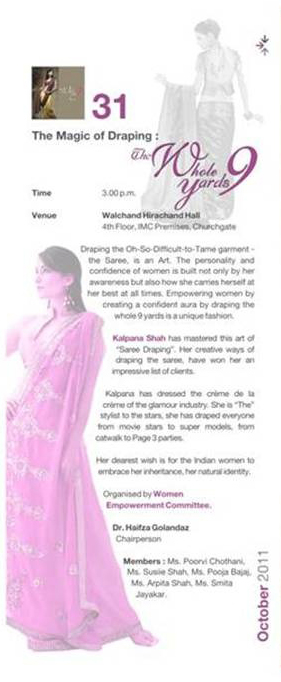 31
The Magic of Draping :
The Whole 9 yards
Time 3.00 p.m.
Venue Walchand Hirachand Hall
4th Floor, IMC Premises, Churchgate
Draping the Oh-So-Difficult-to-Tame garment -
the Saree, is an Art. The personality and
confidence of women is built not only by her
awareness but also how she carries herself at
her best at all times. Empowering women by
creating a confident aura by draping the
whole 9 yards is a unique fashion.
Kalpana Shah has mastered this art of
"Saree Draping". Her creative ways of
draping the saree, have won her an
impressive list of clients.
Kalpana has dressed the crème de la
crème of the glamour industry. She is "The"
stylist to the stars, she has draped everyone
from movie stars to super models, from
catwalk to Page 3 parties.
Her dearest wish is for the Indian women to
embrace her inheritance, her natural identity.
Organised by Women
Empowerment Committee.
Dr. Haifza Golandaz
Chairperson
Members : Ms. Poorvi Chothani,
Ms. Susiie Shah, Ms. Pooja Bajaj,
Ms. Arpita Shah, Ms. Smita
Jayakar.
October 2011